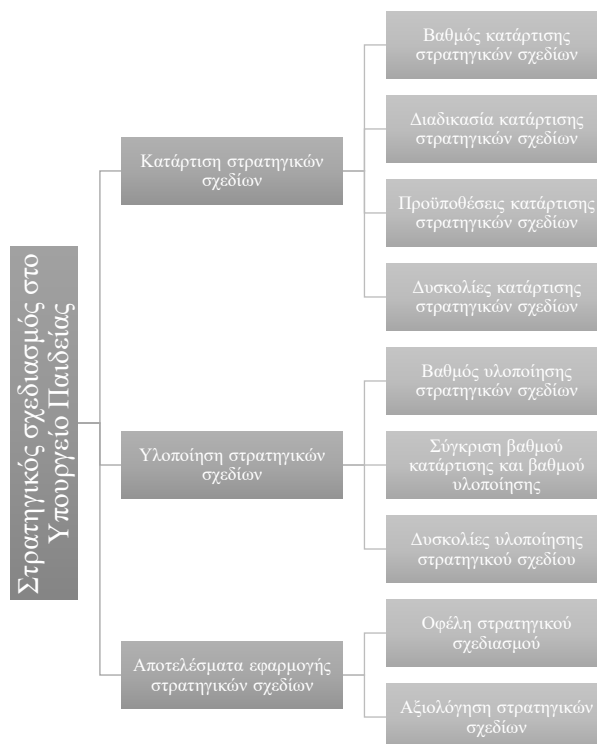 Στρατηγικός σχεδιασμός στο
Υπουργείο Παιδείας
Κατάρτιση στρατηγικών
σχεδίων
Βαθμός κατάρτισης
στρατηγικών σχεδίων
Διαδικασία κατάρτισης
στρατηγικών σχεδίων
Προϋποθέσεις κατάρτισης
στρατηγικών σχεδίων
Δυσκολίες κατάρτισης
στρατηγικών σχεδίων
Υλοποίηση στρατηγικών
σχεδίων
Βαθμός υλοποίησης
στρατηγικών σχεδίων
Σύγκριση βαθμού
κατάρτισης και βαθμού
υλοποίησης
Δυσκολίες υλοποίησης
στρατηγικού σχεδίου
Αποτελέσματα εφαρμογής
στρατηγικών σχεδίων
Οφέλη στρατηγικού
σχεδιασμού
Αξιολόγηση στρατηγικών
σχεδίων